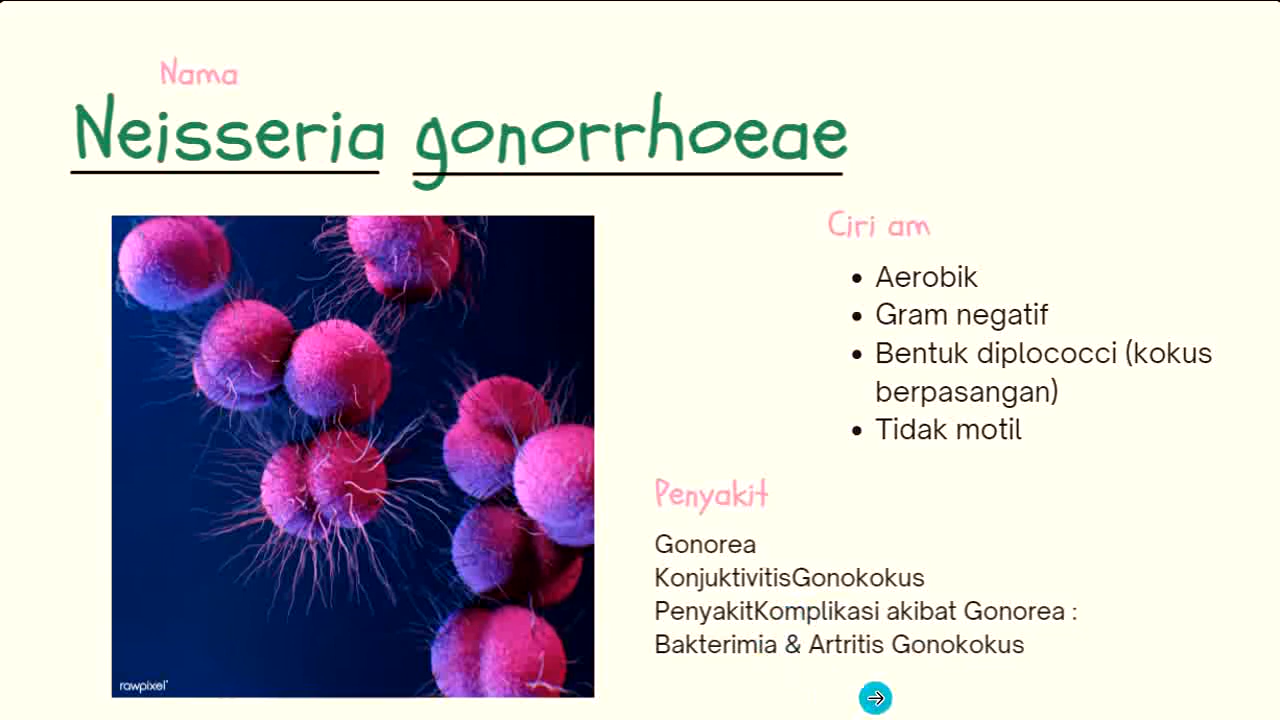 Nama
Neisseria gonorrhoeae
Ciri am
Aerobik
Gram negatif
Bentuk diplococci (kokus
berpasangan)
Tidak motil
Penyakit
Gonorea
KonjuktivitisGonokokus
PenyakitKomplikasi akibat Gonorea :
Bakterimia & Artritis Gonokokus
rawpixel